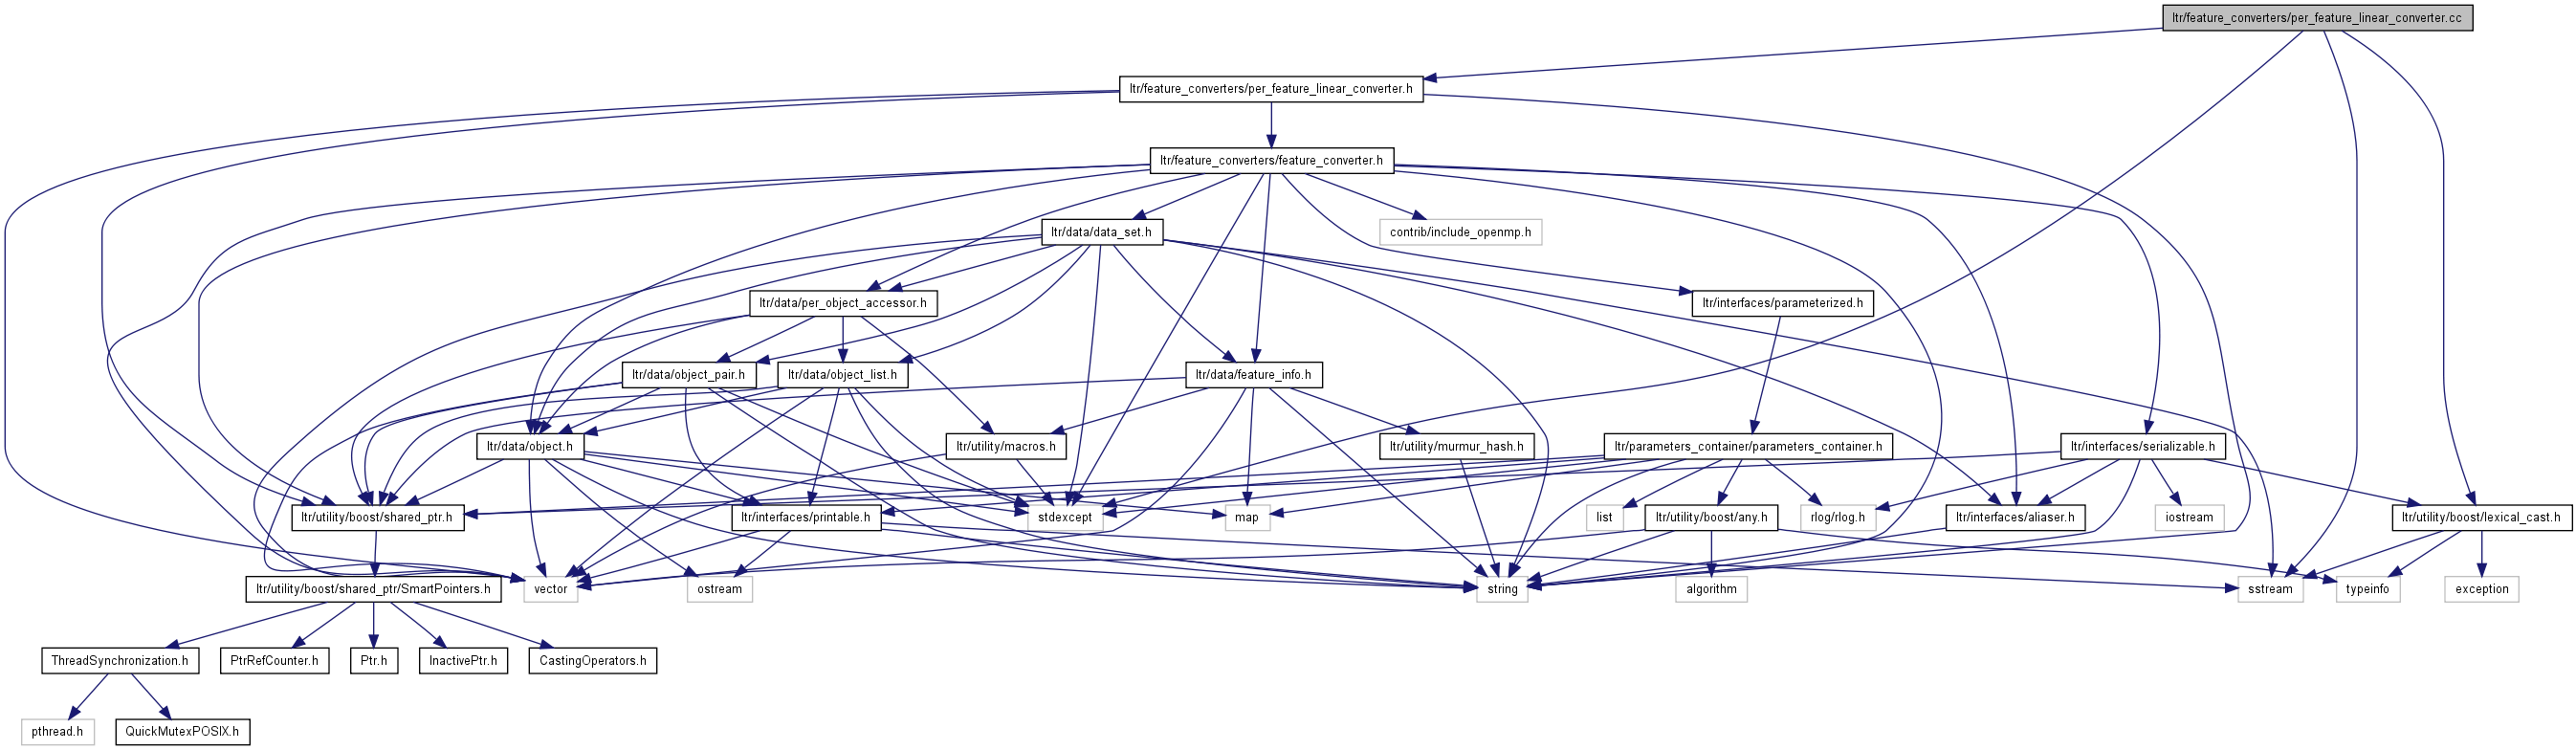 ltr/feature_converters/per_feature_linear_converter.cc
ltr/feature_converters/per_feature_linear_converter.h
ltr/feature_converters/feature_converter.h
ltr/data/data_set.h
contrib/include_openmp.h
ltr/data/per_object_accessor.h
ltr/interfaces/parameterized.h
ltr/data/object_pair.h
ltr/data/object_list.h
ltr/data/feature_info.h
ltr/data/object.h
ltr/utility/macros.h
ltr/utility/murmur_hash.h
ltr/parameters_container/parameters_container.h
ltr/interfaces/serializable.h
ltr/utility/boost/shared_ptr.h
ltr/interfaces/printable.h
stdexcept
map
list
ltr/utility/boost/any.h
rlog/rlog.h
ltr/interfaces/aliaser.h
iostream
ltr/utility/boost/lexical_cast.h
ltr/utility/boost/shared_ptr/SmartPointers.h
vector
ostream
string
algorithm
sstream
typeinfo
exception
ThreadSynchronization.h
PtrRefCounter.h
Ptr.h
InactivePtr.h
CastingOperators.h
pthread.h
QuickMutexPOSIX.h